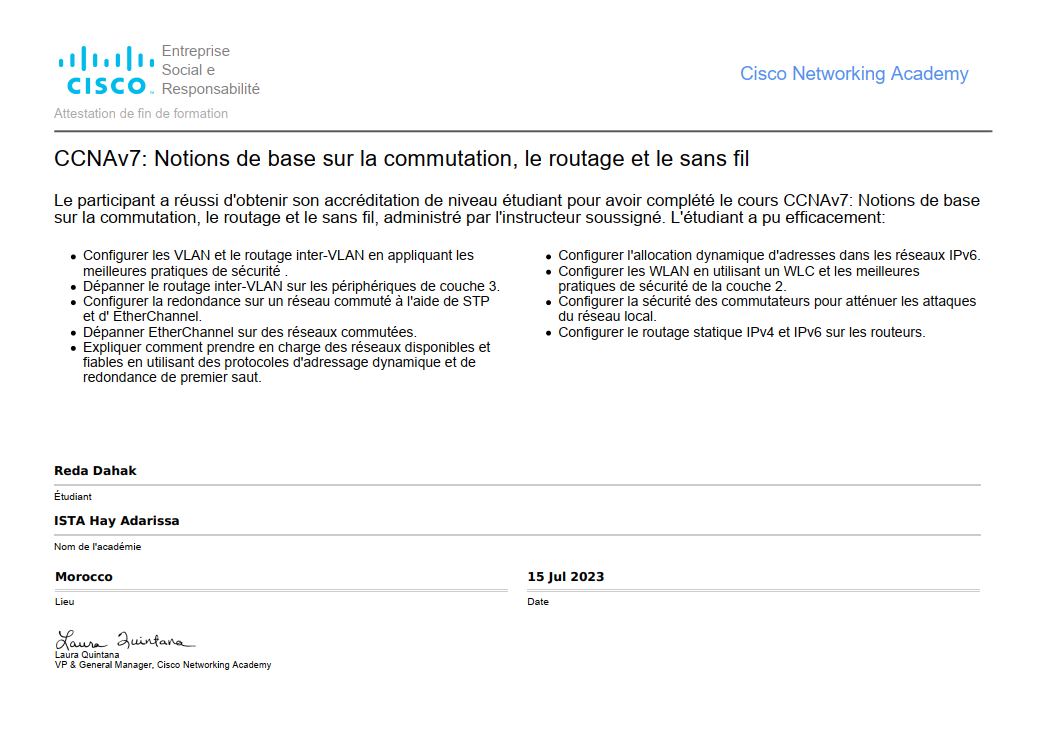 CISCO
Entreprise
Social e
Responsabilité
Cisco Networking Academy
Attestation de fin de formation
CCNAv7: Notions de base sur la commutation, le routage et le sans fil
Le participant a réussi d'obtenir son accréditation de niveau étudiant pour avoir complété le cours CCNAv7: Notions de base
sur la commutation, le routage et le sans fil, administré par l'instructeur soussigné. L'étudiant a pu efficacement:
• Configurer les VLAN et le routage inter-VLAN en appliquant les
meilleures pratiques de sécurité .
• Dépanner le routage inter-VLAN sur les périphériques de couche 3.
• Configurer la redondance sur un réseau commuté à l'aide de STP
et d' EtherChannel.
• Dépanner EtherChannel sur des réseaux commutées.
• Expliquer comment prendre en charge des réseaux disponibles et
fiables en utilisant des protocoles d'adressage dynamique et de
redondance de premier saut.
• Configurer l'allocation dynamique d'adresses dans les réseaux IPv6.
• Configurer les WLAN en utilisant un WLC et les meilleures
pratiques de sécurité de la couche 2.
• Configurer la sécurité des commutateurs pour atténuer les attaques
du réseau local.
• Configurer le routage statique IPv4 et IPv6 sur les routeurs.
Reda Dahak
Étudiant
ISTA Hay Adarissa
Nom de l'académie
Morocco
Lieu
15 Jul 2023
Date
Laura Quintana
Laura Quintana
VP & General Manager, Cisco Networking Academy